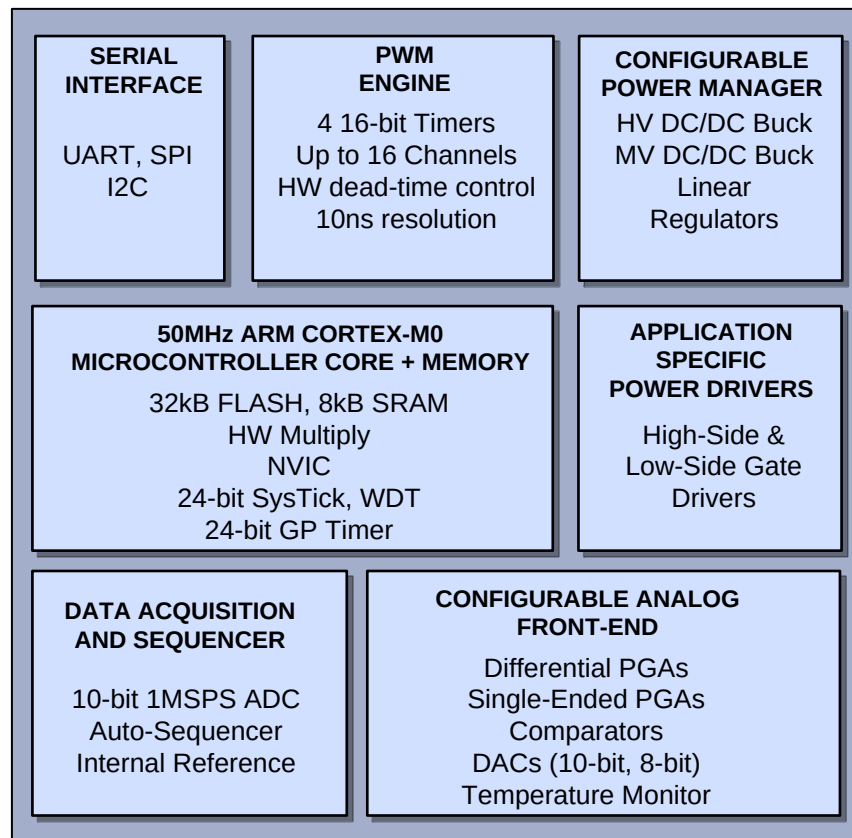 SERIAL
INTERFACE
UART, SPI
I2C
PWM
ENGINE
4 16-bit Timers
Up to 16 Channels
HW dead-time control
10ns resolution
CONFIGURABLE
POWER MANAGER
HV DC/DC Buck
MV DC/DC Buck
Linear
Regulators
50MHz ARM CORTEX-M0
MICROCONTROLLER CORE + MEMORY
32kB FLASH, 8kB SRAM
HW Multiply
NVIC
24-bit SysTick, WDT
24-bit GP Timer
APPLICATION
SPECIFIC
POWER DRIVERS
High-Side &
Low-Side Gate
Drivers
DATA ACQUISITION
AND SEQUENCER
10-bit 1MSPS ADC
Auto-Sequencer
Internal Reference
CONFIGURABLE ANALOG
FRONT-END
Differential PGAs
Single-Ended PGAs
Comparators
DACs (10-bit, 8-bit)
Temperature Monitor